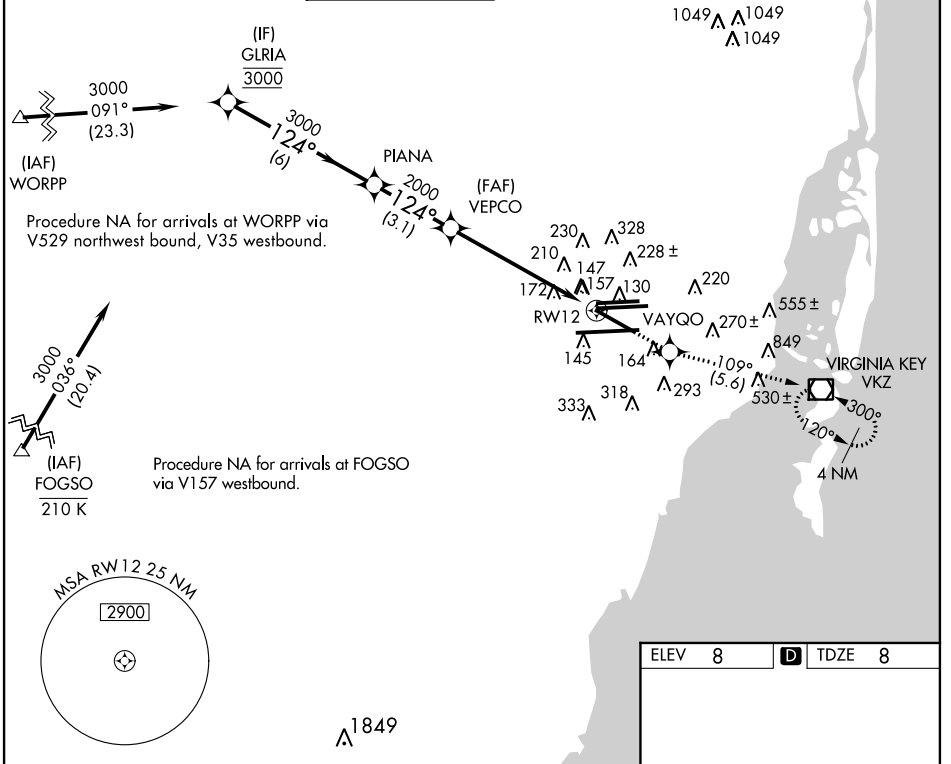 1049
1049
1049
(IF)
GLRIA
3000
3000
091°
(23.3)
(IAF)
WORPP
3000
124°
(6)
PIANA
2000
124°
(3.1)
(FAF)
VEPCO
Procedure NA for arrivals at WORPP via
V529 northwest bound, V35 westbound.
230
328
210
228 ±
147
172
157
130
220
RW12
VAYQO
270 ±
555 ±
145
164
849
109°
(5.6)
VIRGINIA KEY
VKZ
293
530 ±
318
333
300°
120°
4 NM
3000
036°
(20.4)
(IAF)
FOGSO
210 K
Procedure NA for arrivals at FOGSO
via V157 westbound.
MSA RW12 25 NM
2900
1849
ELEV 8 D TDZE 8